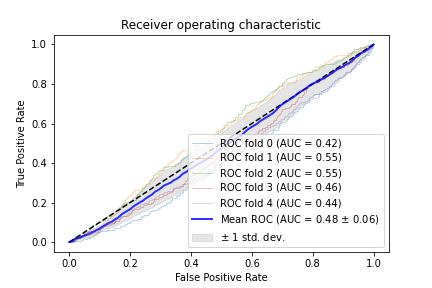 Receiver operating characteristic
True Positive Rate
1.0
0.8
0.6
0.4
0.2
0.0
ROC fold 0 (AUC = 0.42)
ROC fold 1 (AUC = 0.55)
ROC fold 2 (AUC = 0.55)
ROC fold 3 (AUC = 0.46)
ROC fold 4 (AUC = 0.44)
Mean ROC (AUC = 0.48 ± 0.06)
± 1 std. dev.
0.0 0.2 0.4 0.6 0.8 1.0
False Positive Rate